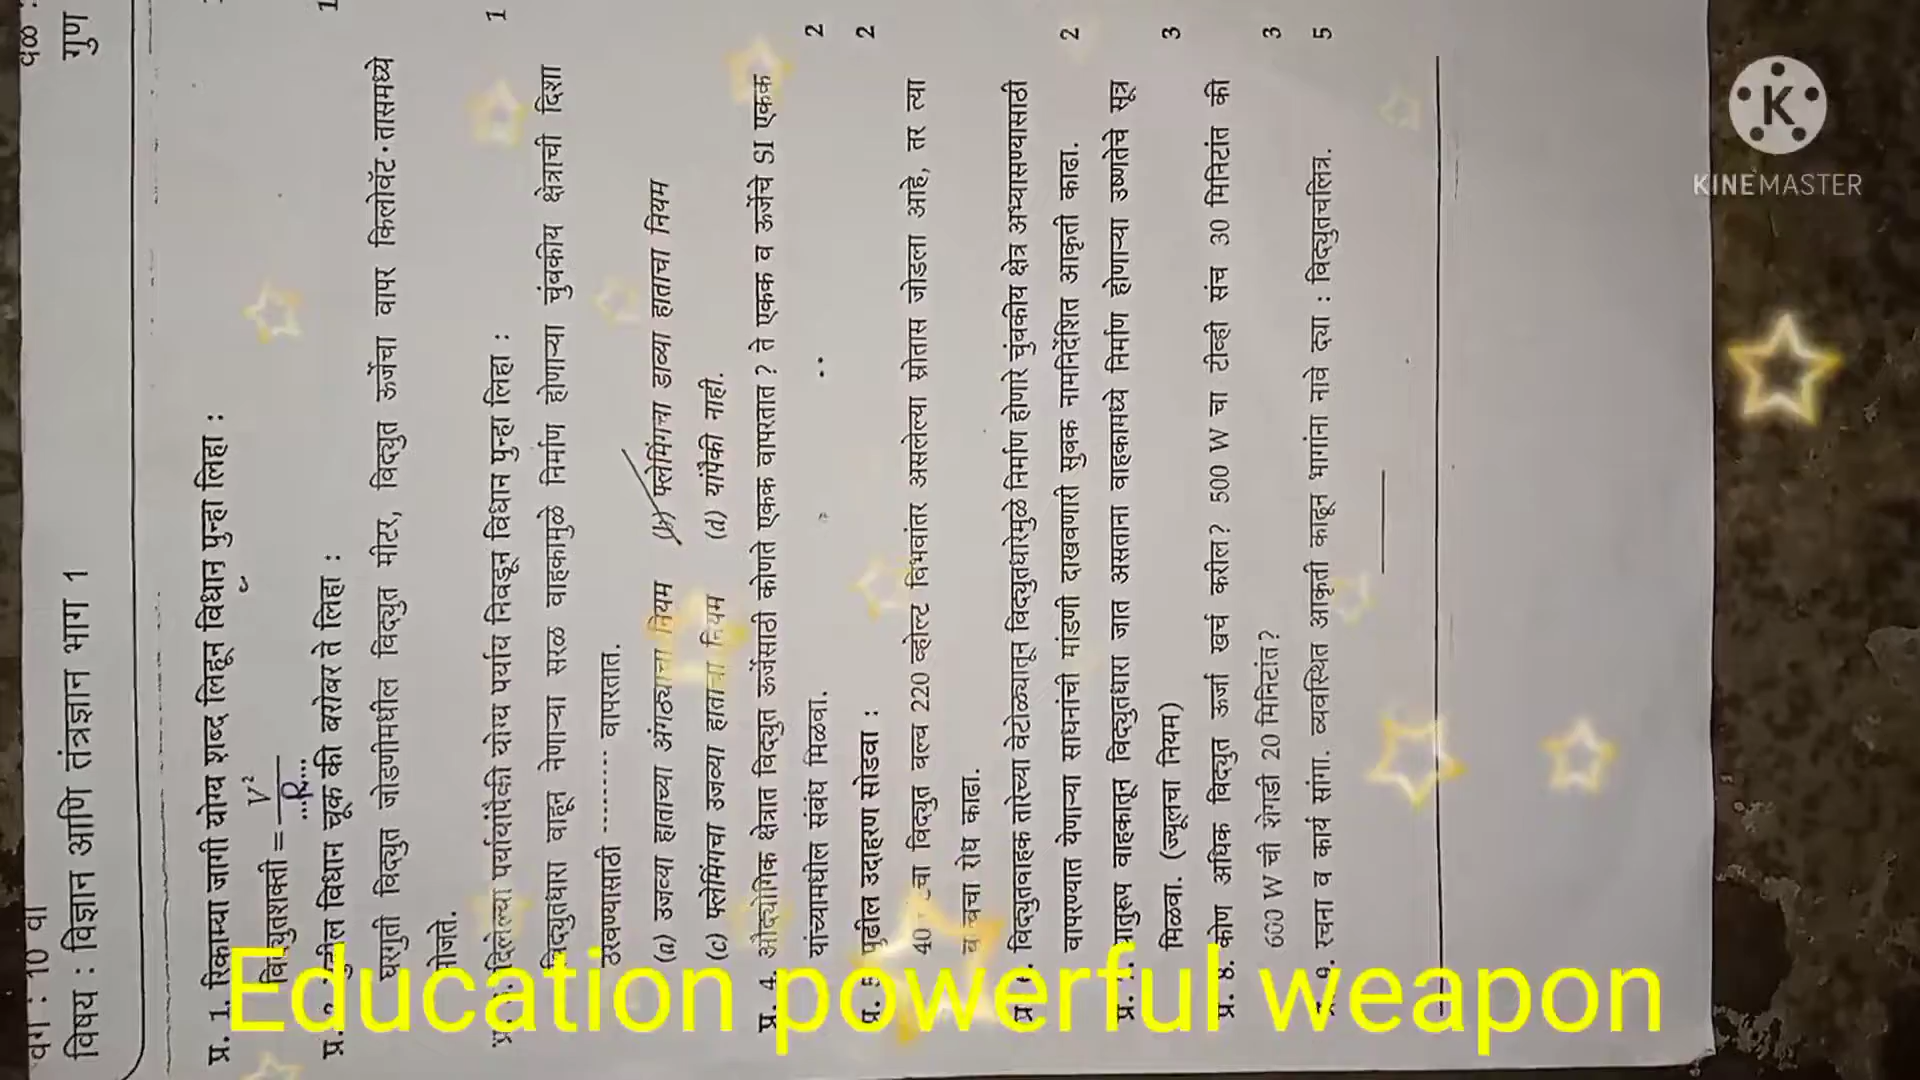 वर्ग : 10 वा
वेळ :
विषय : विज्ञान आणि तंत्रज्ञान भाग 1
गुण
प्र. 1. रिकाम्या जागी योग्य शब्द लिहून विधान पुन्हा लिहा :
विद्युतशक्ती = V² / ...R...
1
पुढील विधान चूक की बरोबर ते लिहा :
घरगुती विद्युत जोडणीमधील विद्युत मीटर, विद्युत ऊर्जेचा वापर किलोवॅट·तासमध्ये
मोजते.
दिलेल्या पर्यायांपैकी योग्य पर्याय निवडून विधान पुन्हा लिहा :
1
विद्युतधारा वाहून नेणाऱ्या सरळ वाहकामुळे निर्माण होणाऱ्या चुंबकीय क्षेत्राची दिशा
ठरवण्यासाठी -------- वापरतात.
(a) उजव्या हाताच्या अंगठ्याचा नियम (b) फ्लेमिंगचा डाव्या हाताचा नियम
(c) फ्लेमिंगचा उजव्या हाताचा नियम (d) यांपैकी नाही.
प्र. 4. औद्योगिक क्षेत्रात विद्युत ऊर्जेसाठी कोणते एकक वापरतात ? ते एकक व ऊर्जेचे SI एकक
यांच्यामधील संबंध मिळवा.
2
प्र. 5. पुढील उदाहरण सोडवा :
2
40 चा विद्युत बल्ब 220 व्होल्ट विभवांतर असलेल्या स्रोतास जोडला आहे, तर त्या
रोध काढा.
विद्युतवाहक तारेच्या वेटोळ्यातून विद्युतधारेमुळे निर्माण होणारे चुंबकीय क्षेत्र अभ्यासण्यासाठी
वापरण्यात येणाऱ्या साधनांची मांडणी दाखवणारी सुबक नामनिर्देशित आकृती काढा.
2
धातुरूप वाहकातून विद्युतधारा जात असताना वाहकामध्ये निर्माण होणाऱ्या उष्णतेचे सूत्र
मिळवा. (ज्यूलचा नियम)
3
प्र. 8. कोण अधिक विद्युत ऊर्जा खर्च करील? 500 W चा टीव्ही संच 30 मिनिटांत की
600 W ची शेगडी 20 मिनिटांत?
3
प्र. 9. रचना व कार्य सांगा. व्यवस्थित आकृती काढून भागांना नावे द्या : विद्युतचलित्र.
5
KINEMASTER
Education powerful weapon